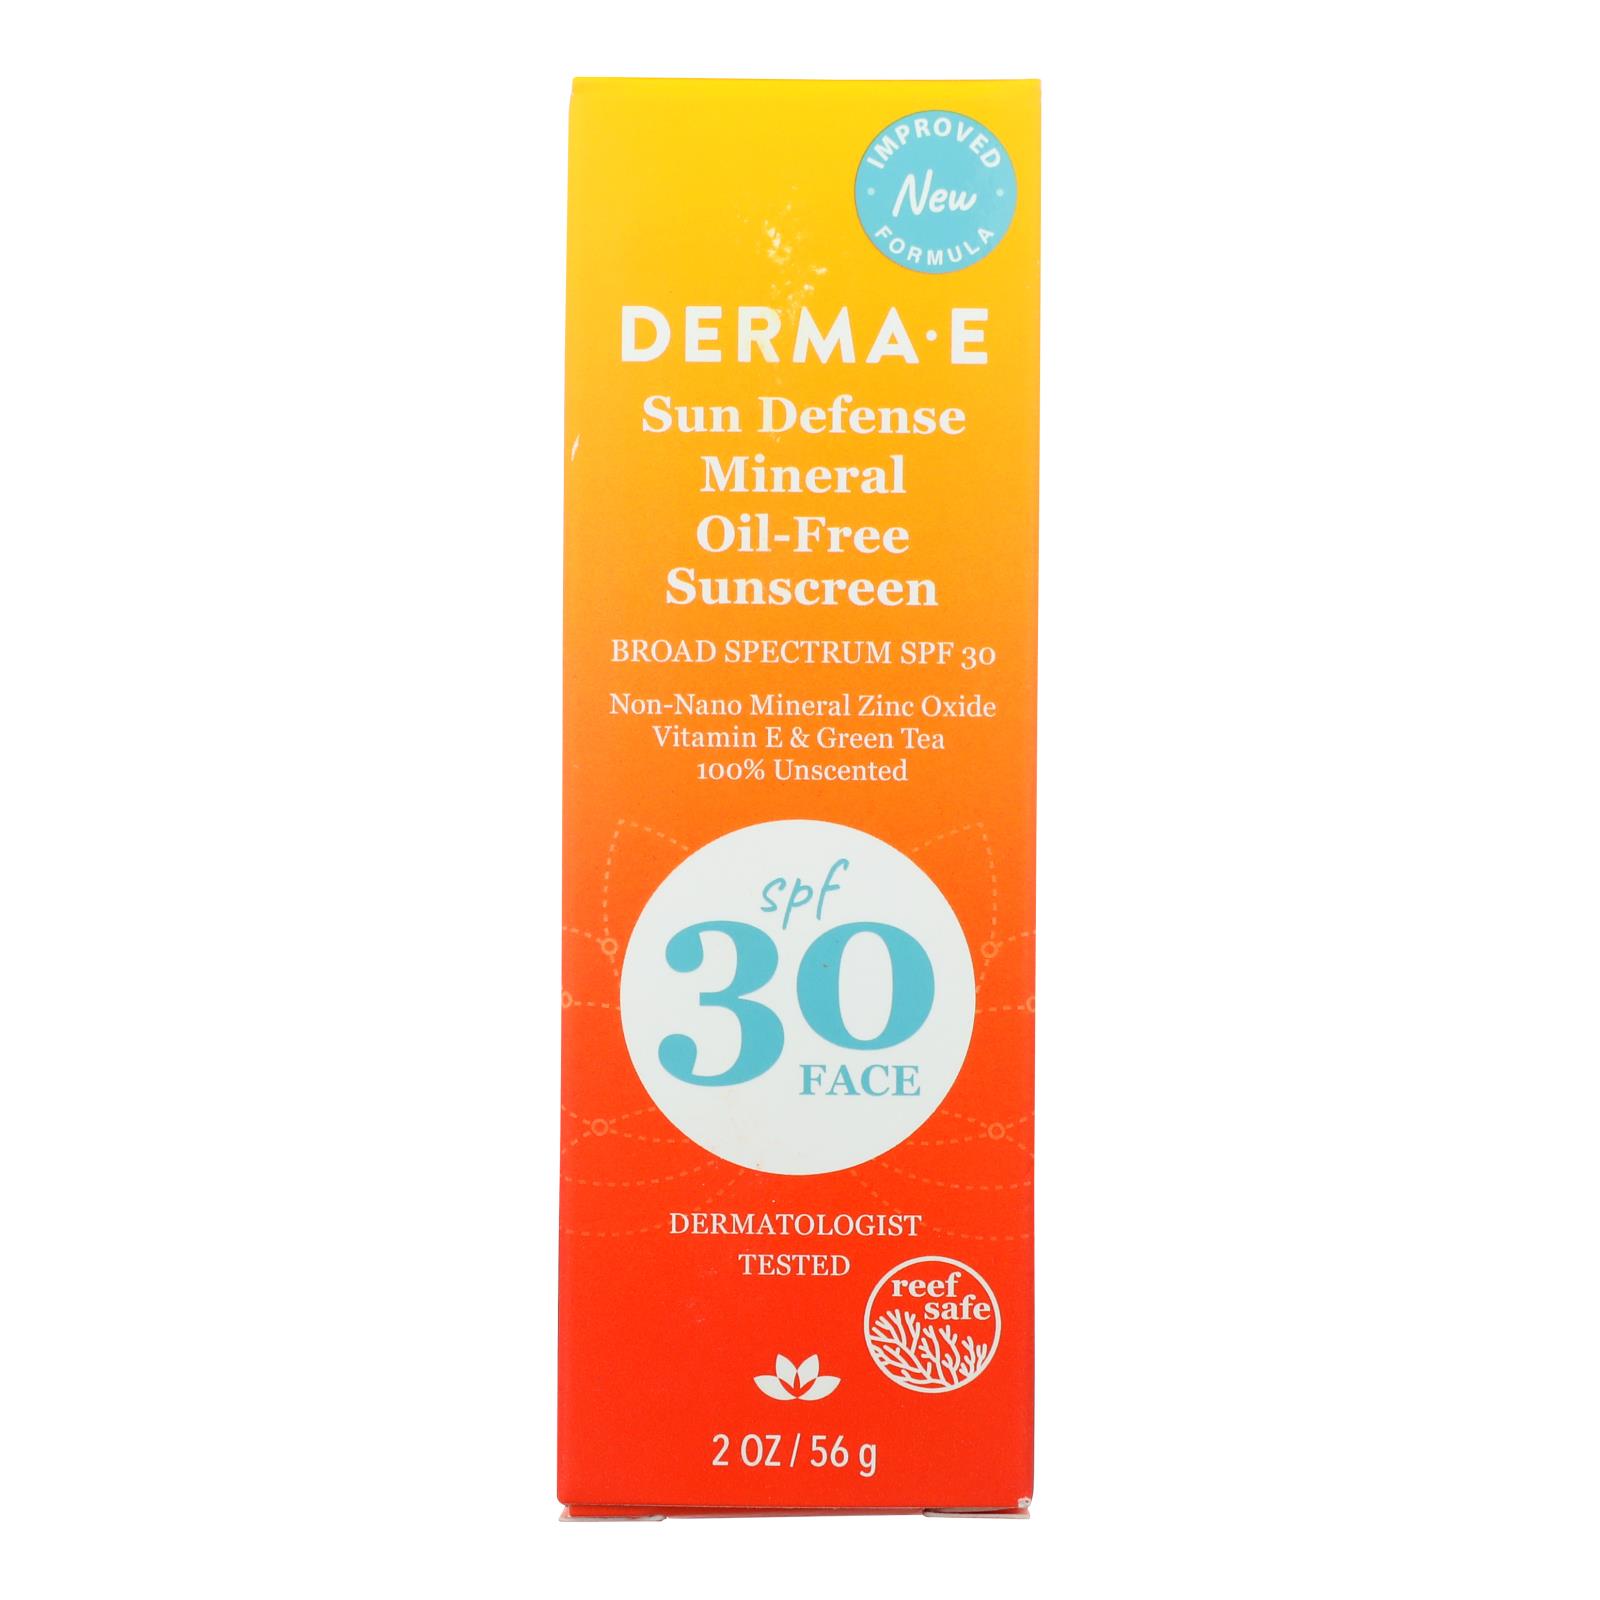 IMPROVED
New
FORMULA
DERMA·E
Sun Defense
Mineral
Oil-Free
Sunscreen
BROAD SPECTRUM SPF 30
Non-Nano Mineral Zinc Oxide
Vitamin E & Green Tea
100% Unscented
spf
30
FACE
DERMATOLOGIST
TESTED
reef
safe
2 OZ / 56 g